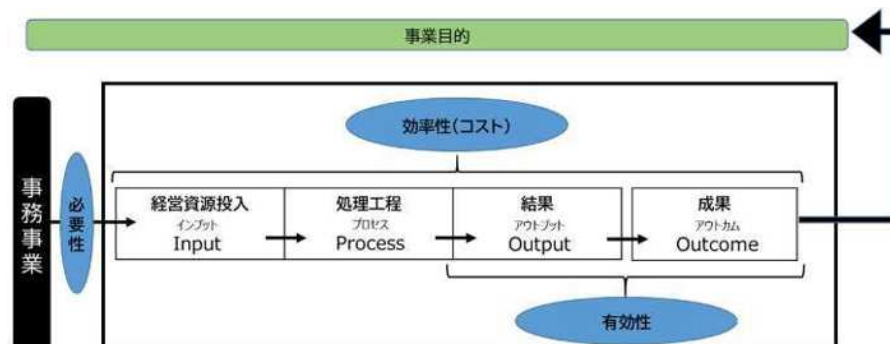 事業目的
効率性(コスト)
事務事業
必要性
経営資源投入
インプット
Input
処理工程
プロセス
Process
結果
アウトプット
Output
成果
アウトカム
Outcome
有効性